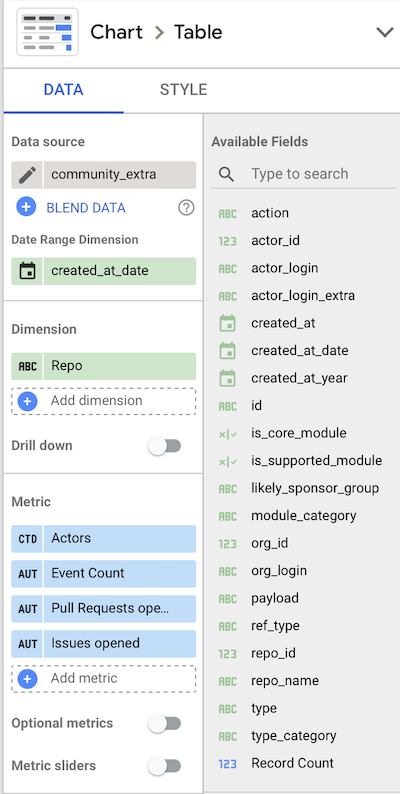 Chart > Table
DATA
STYLE
Data source
community_extra
BLEND DATA
?
Date Range Dimension
created_at_date
Dimension
ABC Repo
Add dimension
Drill down
Metric
CTD Actors
AUT Event Count
AUT Pull Requests ope...
AUT Issues opened
Add metric
Optional metrics
Metric sliders
Available Fields
Type to search
ABC action
123 actor_id
ABC actor_login
ABC actor_login_extra
created_at
created_at_date
created_at_year
ABC id
is_core_module
is_supported_module
ABC likely_sponsor_group
ABC module_category
123 org_id
ABC org_login
ABC payload
ABC ref_type
123 repo_id
ABC repo_name
ABC type
ABC type_category
123 Record Count